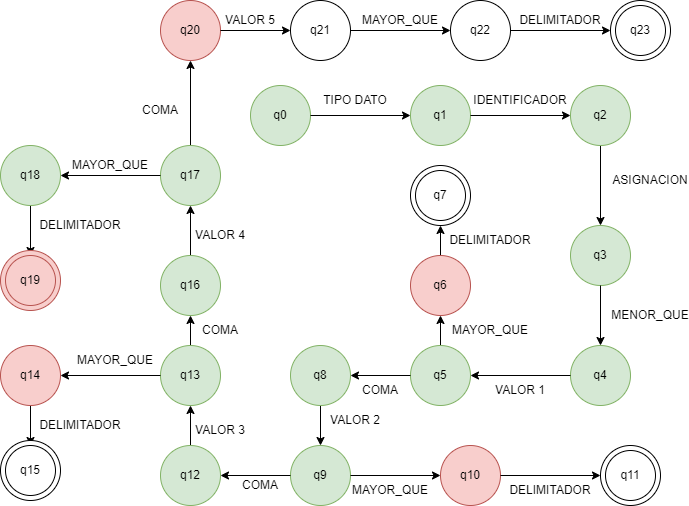 q20
VALOR 5
q21
MAYOR_QUE
q22
DELIMITADOR
q23
COMA
q0
TIPO DATO
q1
IDENTIFICADOR
q2
q18
MAYOR_QUE
q17
ASIGNACION
q7
DELIMITADOR
VALOR 4
DELIMITADOR
q3
q19
q16
q6
MENOR_QUE
COMA
MAYOR_QUE
q14
MAYOR_QUE
q13
q8
COMA
q5
VALOR 1
q4
DELIMITADOR
VALOR 3
VALOR 2
q15
q12
COMA
q9
MAYOR_QUE
q10
DELIMITADOR
q11